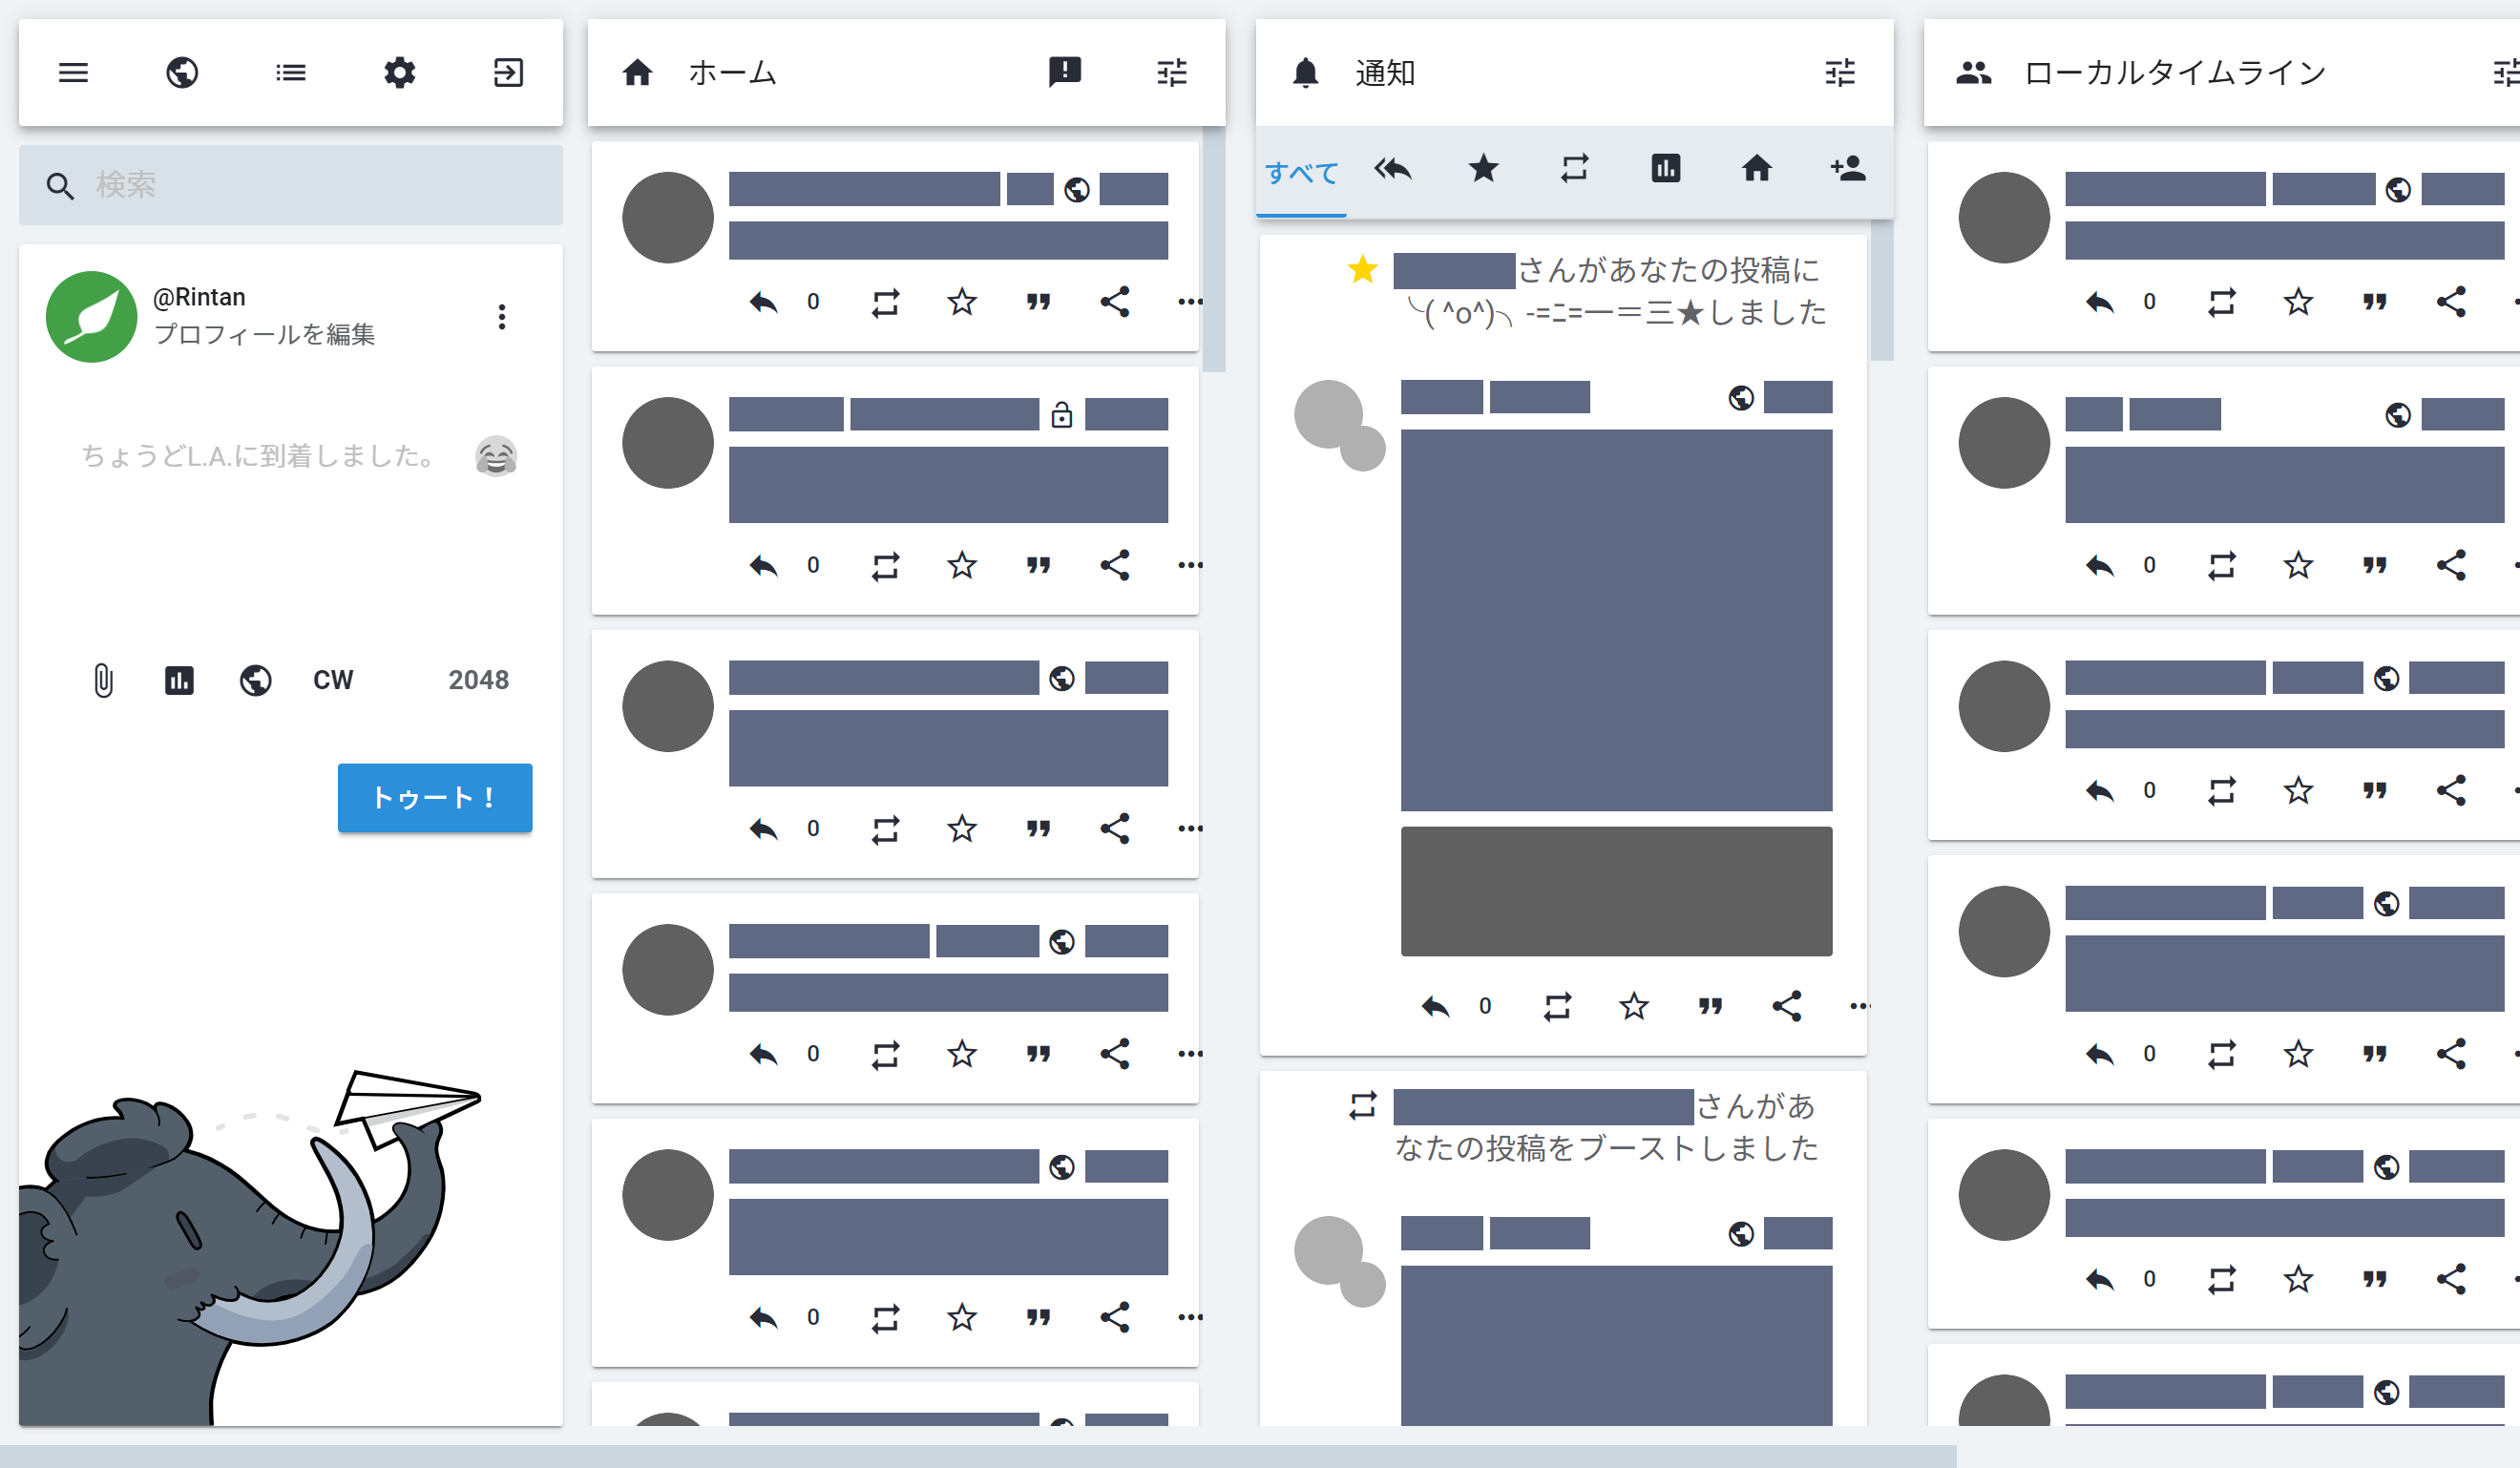 ホーム
通知
ローカルタイムライン
検索
@Rintan
プロフィールを編集
ちょうどL.A.に到着しました。
CW
2048
トゥート！
0
0
0
0
0
すべて
さんがあなたの投稿に
╰( ^o^)╮-=ﾆ=一＝三★しました
0
さんがあ
なたの投稿をブーストしました
0
0
0
0
0